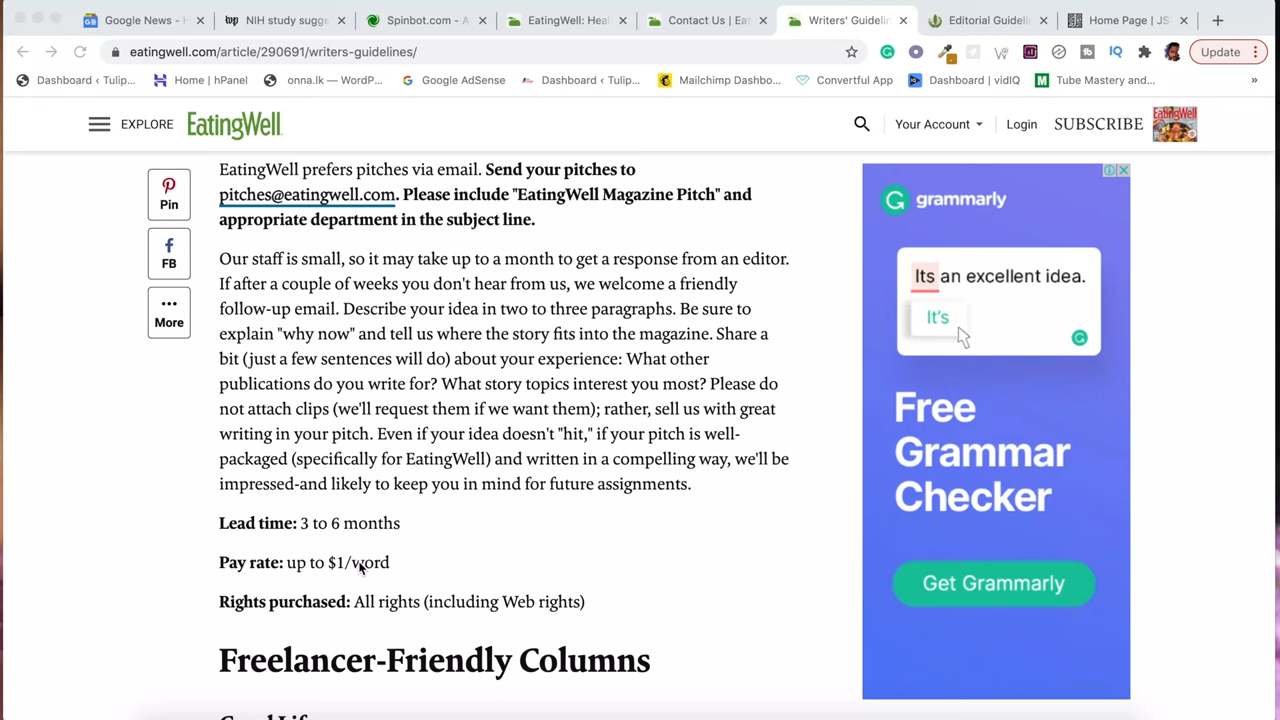 Google News - H
NIH study sugge
Spinbot.com - A
EatingWell: Heal
Contact Us | Eat
Writers' Guidelin
Editorial Guidelin
Home Page | JS
eatingwell.com/article/290691/writers-guidelines/
Update
Dashboard ‹ Tulip...
Home | hPanel
onna.lk — WordP...
Google AdSense
Dashboard ‹ Tulip...
Mailchimp Dashbo...
Convertful App
Dashboard | vidIQ
Tube Mastery and...
EXPLORE
EatingWell
Your Account
Login
SUBSCRIBE
EatingWell
Pin
FB
More
EatingWell prefers pitches via email. Send your pitches to
pitches@eatingwell.com. Please include "EatingWell Magazine Pitch" and
appropriate department in the subject line.
Our staff is small, so it may take up to a month to get a response from an editor.
If after a couple of weeks you don't hear from us, we welcome a friendly
follow-up email. Describe your idea in two to three paragraphs. Be sure to
explain "why now" and tell us where the story fits into the magazine. Share a
bit (just a few sentences will do) about your experience: What other
publications do you write for? What story topics interest you most? Please do
not attach clips (we'll request them if we want them); rather, sell us with great
writing in your pitch. Even if your idea doesn't "hit," if your pitch is well-
packaged (specifically for EatingWell) and written in a compelling way, we'll be
impressed-and likely to keep you in mind for future assignments.
Lead time: 3 to 6 months
Pay rate: up to $1/word
Rights purchased: All rights (including Web rights)
Freelancer-Friendly Columns
grammarly
Its an excellent idea.
It's
Free
Grammar
Checker
Get Grammarly